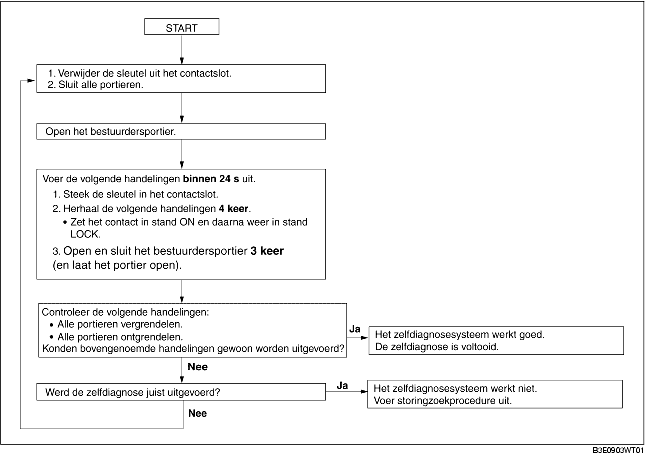 START
1. Verwijder de sleutel uit het contactslot.
2. Sluit alle portieren.
Open het bestuurdersportier.
Voer de volgende handelingen binnen 24 s uit.
1. Steek de sleutel in het contactslot.
2. Herhaal de volgende handelingen 4 keer.
• Zet het contact in stand ON en daarna weer in stand
LOCK.
3. Open en sluit het bestuurdersportier 3 keer
(en laat het portier open).
Controleer de volgende handelingen:
• Alle portieren vergrendelen.
• Alle portieren ontgrendelen.
Konden bovengenoemde handelingen gewoon worden uitgevoerd?
Ja
Het zelfdiagnosesysteem werkt goed.
De zelfdiagnose is voltooid.
Nee
Werd de zelfdiagnose juist uitgevoerd?
Ja
Het zelfdiagnosesysteem werkt niet.
Voer storingzoekprocedure uit.
Nee
B3E0903WT01